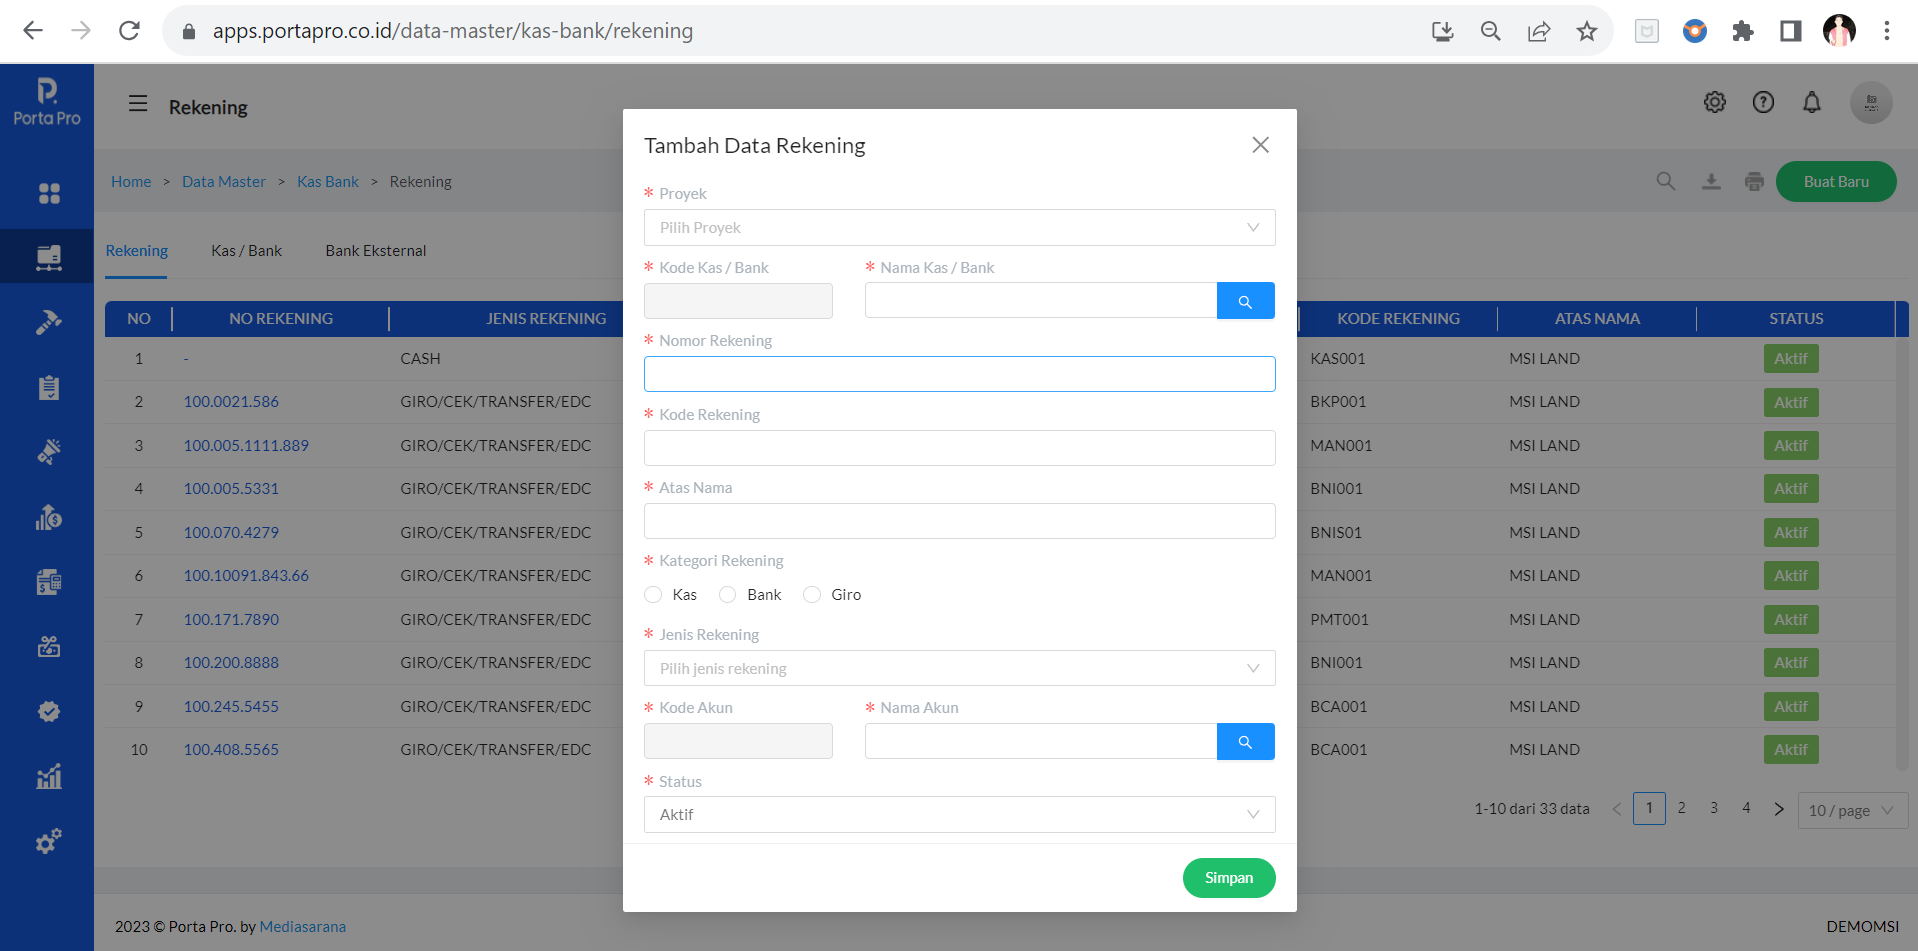 apps.portapro.co.id/data-master/kas-bank/rekening
Porta Pro
Rekening
Home > Data Master > Kas Bank > Rekening
Buat Baru
Rekening Kas / Bank Bank Eksternal
NO NO REKENING JENIS REKENING KODE REKENING ATAS NAMA STATUS
1 - CASH KAS001 MSI LAND Aktif
2 100.0021.586 GIRO/CEK/TRANSFER/EDC BKP001 MSI LAND Aktif
3 100.005.1111.889 GIRO/CEK/TRANSFER/EDC MAN001 MSI LAND Aktif
4 100.005.5331 GIRO/CEK/TRANSFER/EDC BNI001 MSI LAND Aktif
5 100.070.4279 GIRO/CEK/TRANSFER/EDC BNIS01 MSI LAND Aktif
6 100.10091.843.66 GIRO/CEK/TRANSFER/EDC MAN001 MSI LAND Aktif
7 100.171.7890 GIRO/CEK/TRANSFER/EDC PMT001 MSI LAND Aktif
8 100.200.8888 GIRO/CEK/TRANSFER/EDC BNI001 MSI LAND Aktif
9 100.245.5455 GIRO/CEK/TRANSFER/EDC BCA001 MSI LAND Aktif
10 100.408.5565 GIRO/CEK/TRANSFER/EDC BCA001 MSI LAND Aktif
1-10 dari 33 data < 1 2 3 4 > 10 / page
Tambah Data Rekening
* Proyek
Pilih Proyek
* Kode Kas / Bank * Nama Kas / Bank
* Nomor Rekening
* Kode Rekening
* Atas Nama
* Kategori Rekening
Kas Bank Giro
* Jenis Rekening
Pilih jenis rekening
* Kode Akun * Nama Akun
* Status
Aktif
Simpan
2023 © Porta Pro. by Mediasarana
DEMOMSI